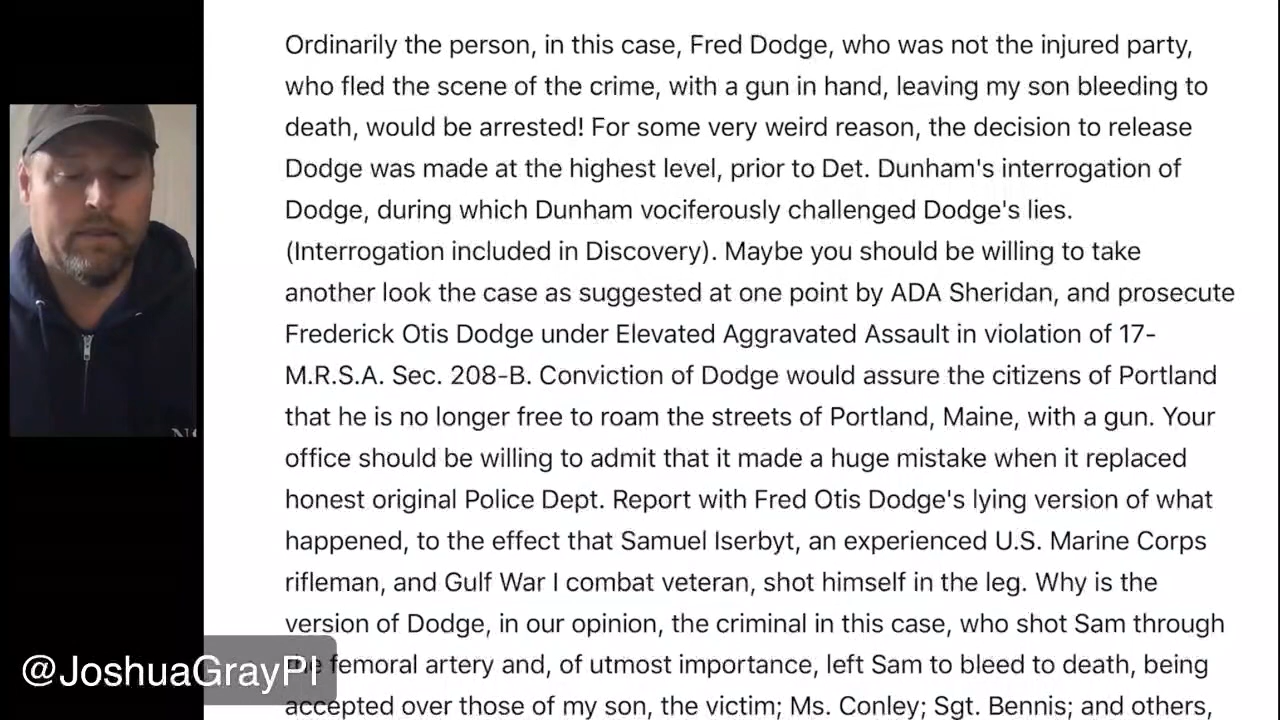 Ordinarily the person, in this case, Fred Dodge, who was not the injured party,
who fled the scene of the crime, with a gun in hand, leaving my son bleeding to
death, would be arrested! For some very weird reason, the decision to release
Dodge was made at the highest level, prior to Det. Dunham's interrogation of
Dodge, during which Dunham vociferously challenged Dodge's lies.
(Interrogation included in Discovery). Maybe you should be willing to take
another look the case as suggested at one point by ADA Sheridan, and prosecute
Frederick Otis Dodge under Elevated Aggravated Assault in violation of 17-
M.R.S.A. Sec. 208-B. Conviction of Dodge would assure the citizens of Portland
that he is no longer free to roam the streets of Portland, Maine, with a gun. Your
office should be willing to admit that it made a huge mistake when it replaced
honest original Police Dept. Report with Fred Otis Dodge's lying version of what
happened, to the effect that Samuel Iserbyt, an experienced U.S. Marine Corps
rifleman, and Gulf War I combat veteran, shot himself in the leg. Why is the
version of Dodge, in our opinion, the criminal in this case, who shot Sam through
the femoral artery and, of utmost importance, left Sam to bleed to death, being
accepted over those of my son, the victim; Ms. Conley; Sgt. Bennis; and others,
@JoshuaGrayPI